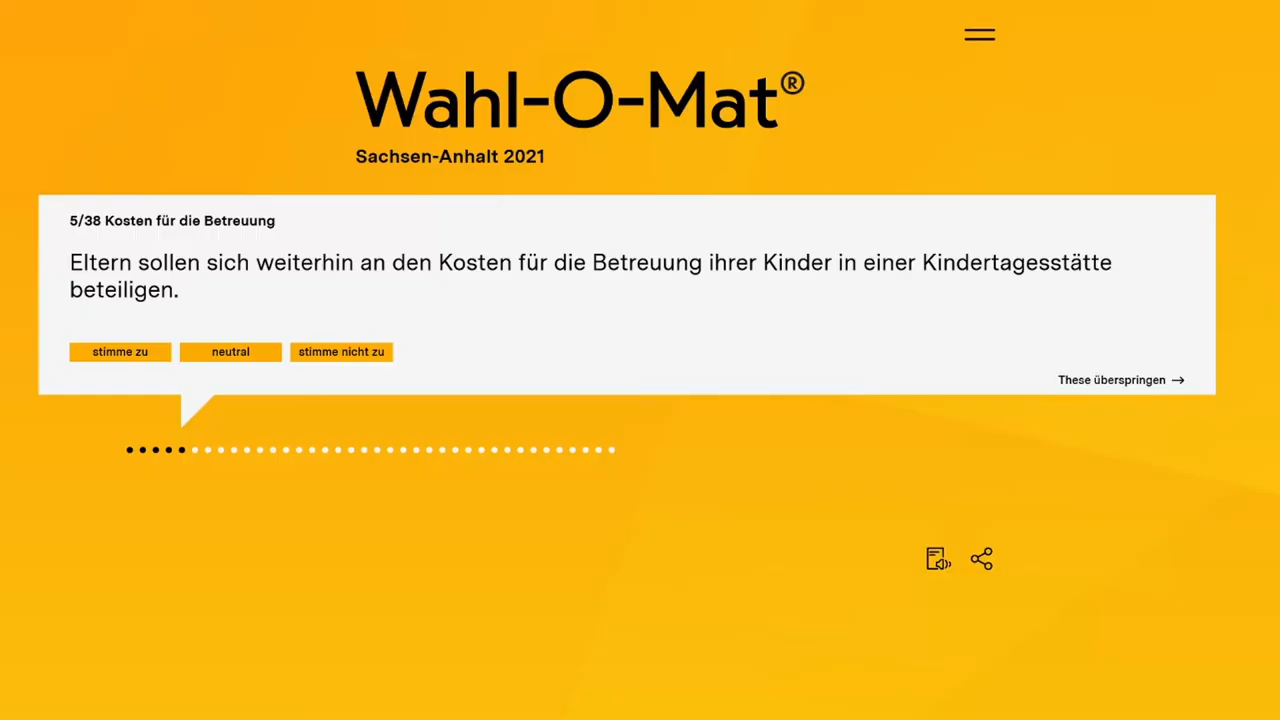 Wahl-O-Mat®
Sachsen-Anhalt 2021
5/38 Kosten für die Betreuung
Eltern sollen sich weiterhin an den Kosten für die Betreuung ihrer Kinder in einer Kindertagesstätte
beteiligen.
stimme zu neutral stimme nicht zu
These überspringen →